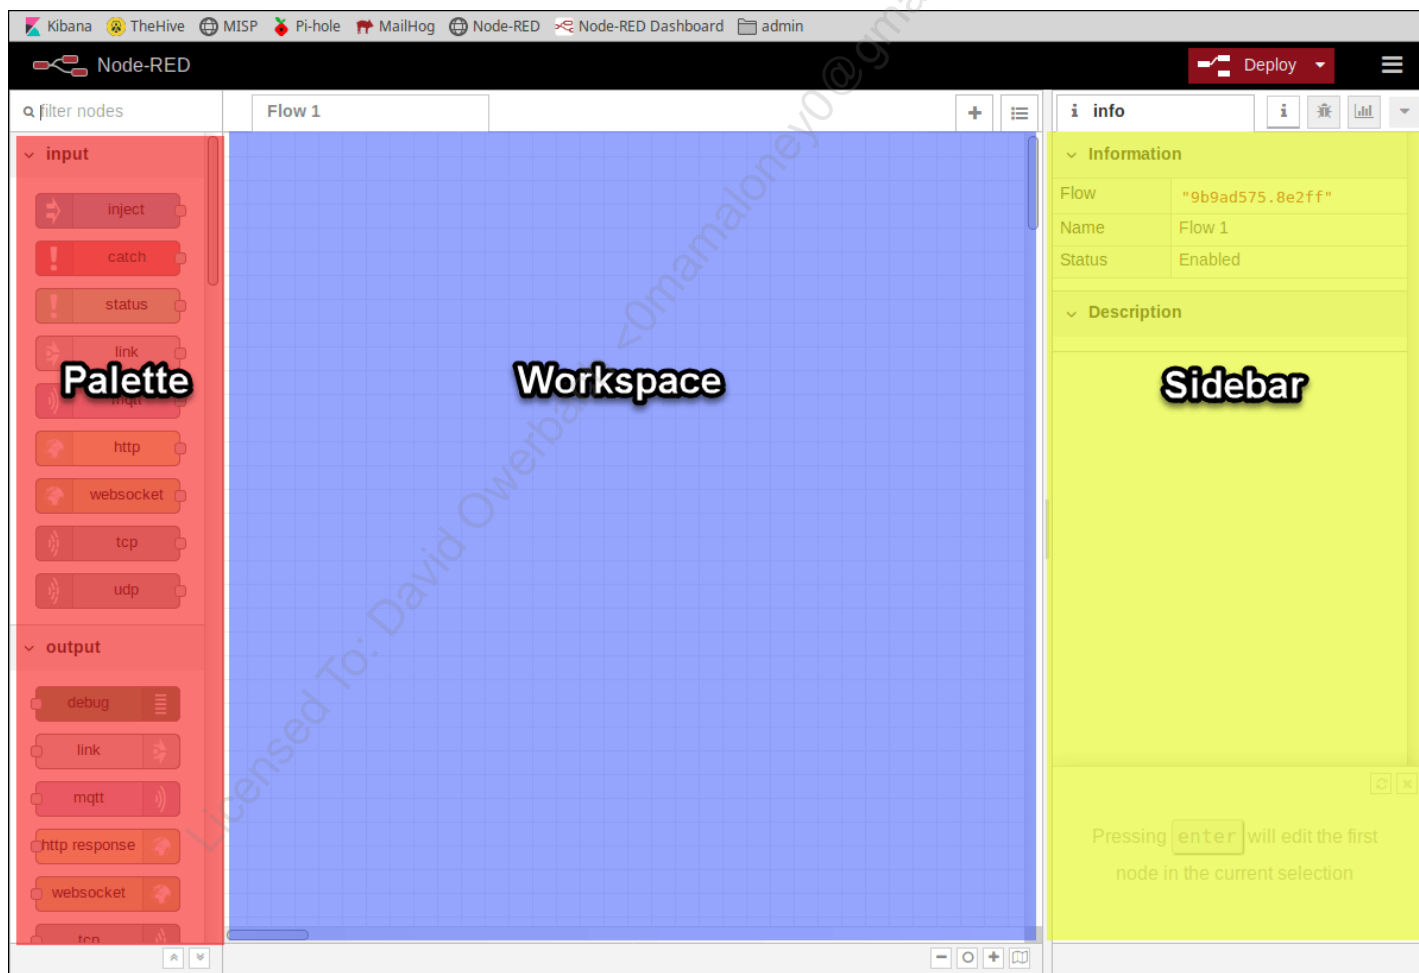 Kibana TheHive MISP Pi-hole MailHog Node-RED Node-RED Dashboard admin
Node-RED Deploy
filter nodes Flow 1 i info i
input
inject
catch
status
link
mqtt
http
websocket
tcp
udp
output
debug
link
mqtt
http response
websocket
tcp
Palette
Workspace
Information
Flow "9b9ad575.8e2ff"
Name Flow 1
Status Enabled
Description
Sidebar
Pressing enter will edit the first
node in the current selection
Licensed To: David Owerbach <0mamaloney0@gma